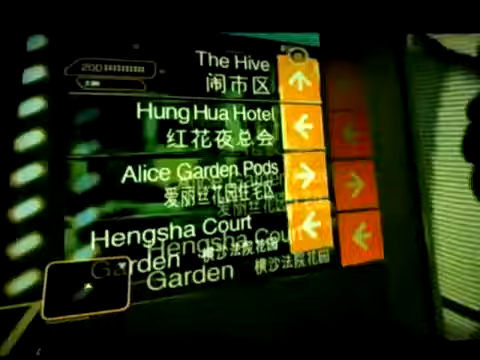 200
The Hive
闹市区
Hung Hua Hotel
红花夜总会
Alice Garden Pods
爱丽丝花园住宅区
Hengsha Court
Garden
横沙法院花园